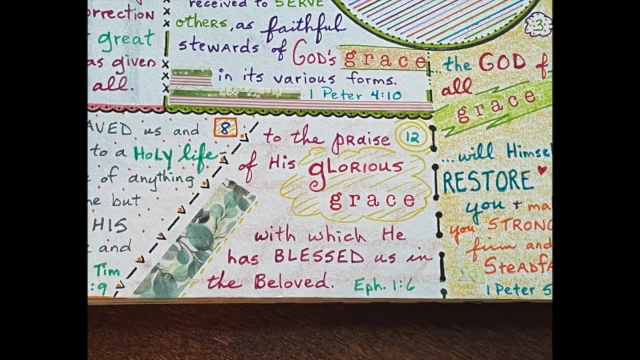 orrection
great
as given
all.
received to SERVE
others, as faithful
stewards of GOD'S grace
in its various forms.
1 Peter 4:10
3
...the GOD of
all
grace
AVED us and
to a HOLY life
of anything
but
HIS
and
Tim
:9
8
to the PRAISE 12
of His gLORIOUS
grace
with which He
has BLESSED us in
the Beloved. Eph. 1:6
...will Himse
RESTORE
you + ma
you STRONG
firm and
SteADFA
1 Peter 5